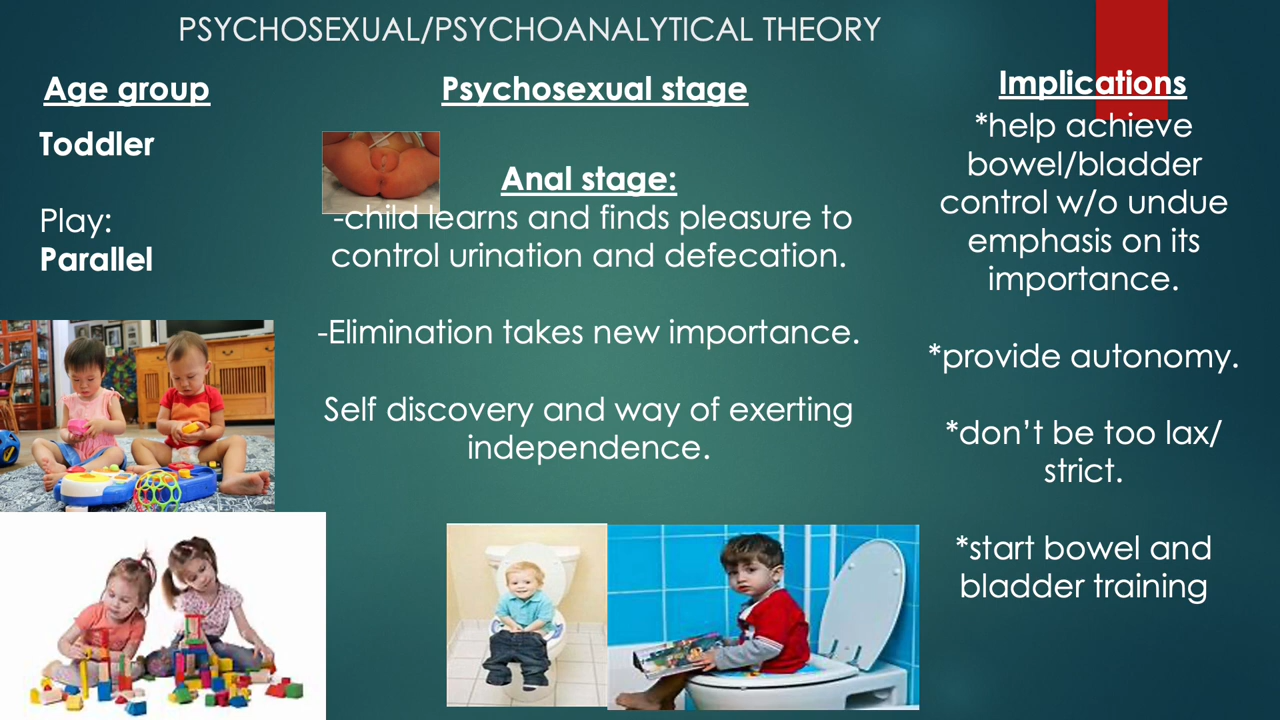 PSYCHOSEXUAL/PSYCHOANALYTICAL THEORY
Age group
Toddler
Play:
Parallel
Psychosexual stage
Anal stage:
-child learns and finds pleasure to
control urination and defecation.
-Elimination takes new importance.
Self discovery and way of exerting
independence.
Implications
*help achieve
bowel/bladder
control w/o undue
emphasis on its
importance.
*provide autonomy.
*don’t be too lax/
strict.
*start bowel and
bladder training